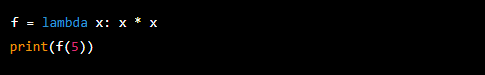 f = lambda x: x * x
print(f(5))